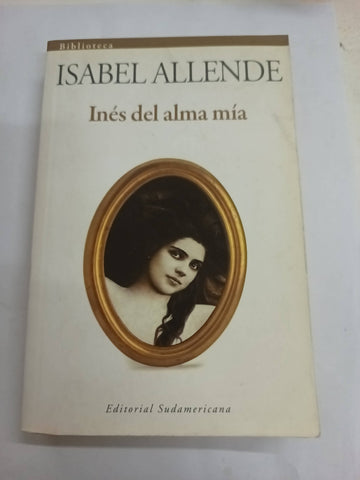 Biblioteca
ISABEL ALLENDE
Inés del alma mía
Editorial Sudamericana